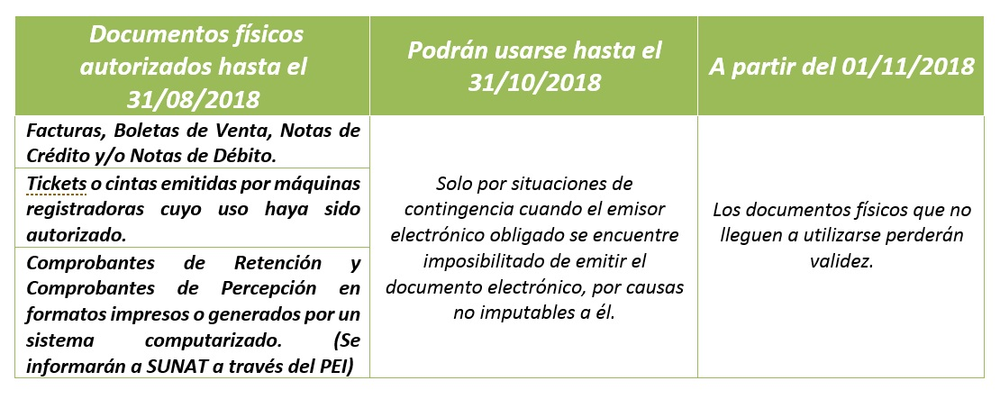 Documentos físicos
autorizados hasta el
31/08/2018
Podrán usarse hasta el
31/10/2018
A partir del 01/11/2018
Facturas, Boletas de Venta, Notas de
Crédito y/o Notas de Débito.
Tickets o cintas emitidas por máquinas
registradoras cuyo uso haya sido
autorizado.
Comprobantes de Retención y
Comprobantes de Percepción en
formatos impresos o generados por un
sistema computarizado. (Se
informarán a SUNAT a través del PEI)
Solo por situaciones de
contingencia cuando el emisor
electrónico obligado se encuentre
imposibilitado de emitir el
documento electrónico, por causas
no imputables a él.
Los documentos físicos que no
lleguen a utilizarse perderán
validez.